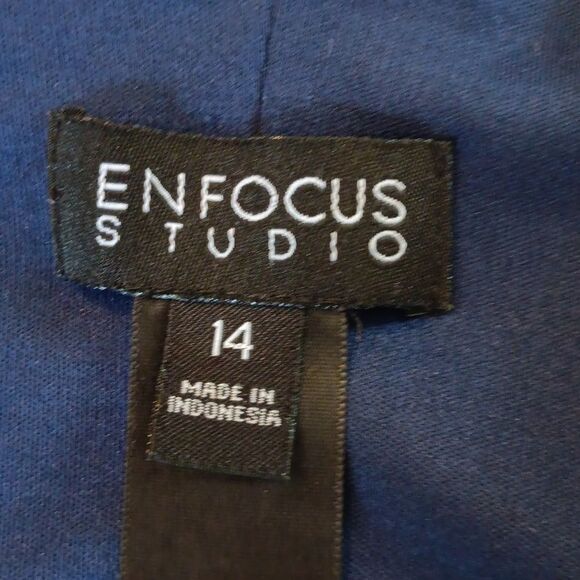 ENFOCUS
STUDIO
14
MADE IN
INDONESIA